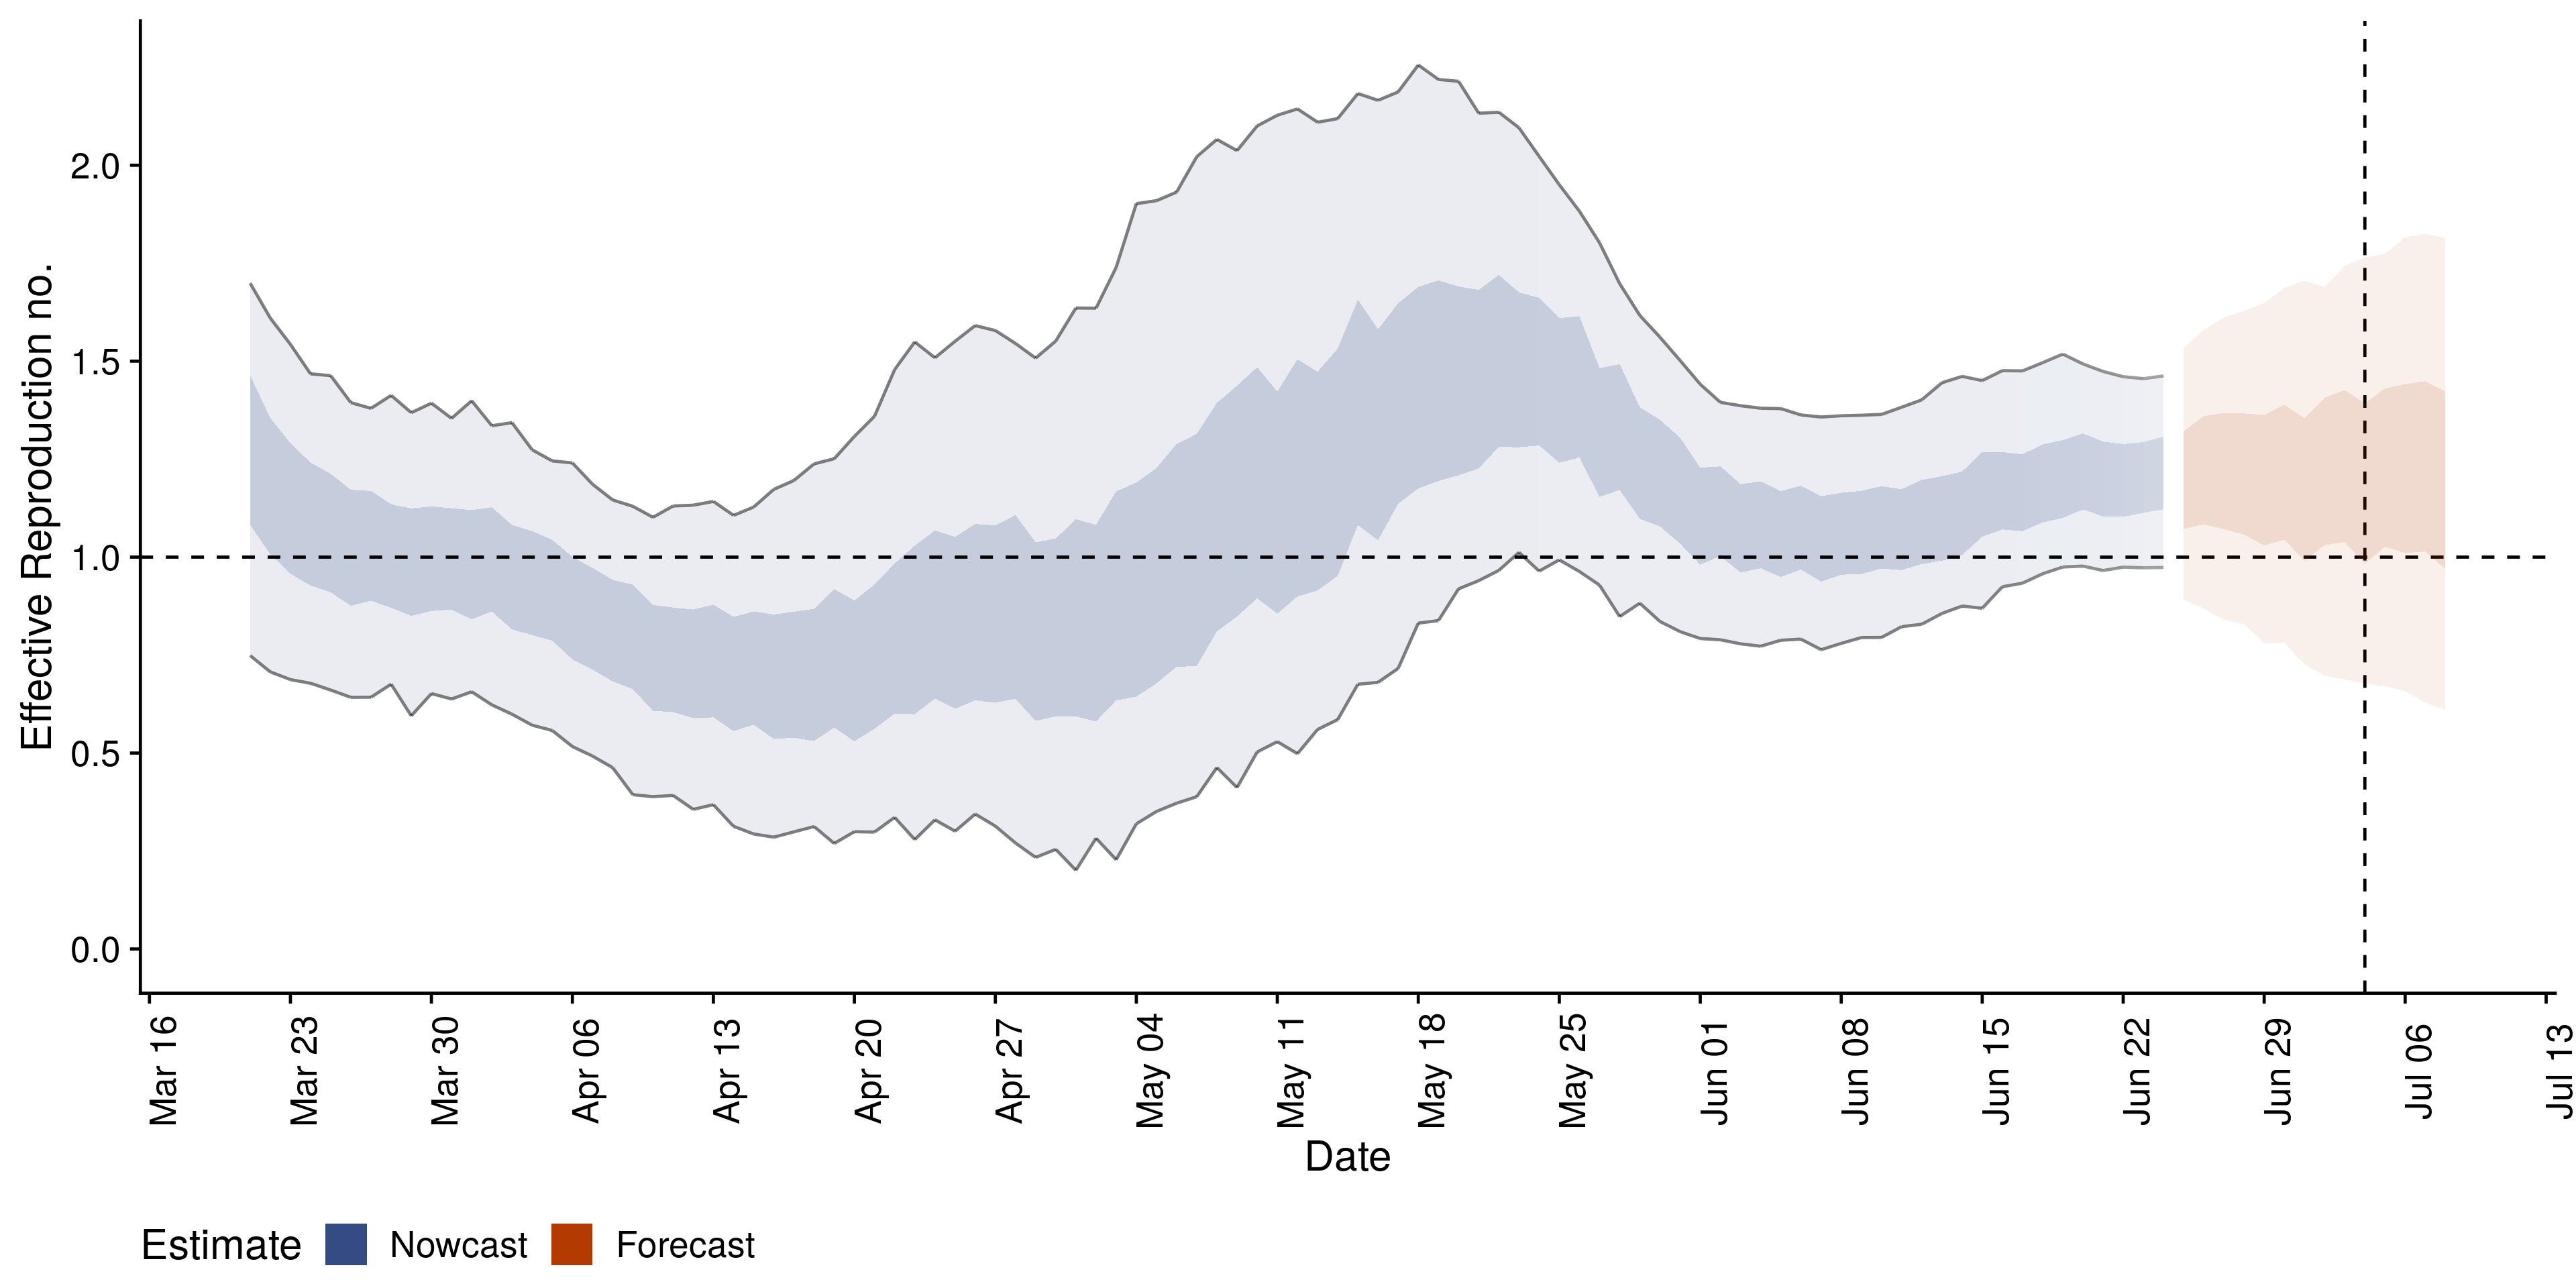 Effective Reproduction no.
2.0
1.5
1.0
0.5
0.0
Mar 16
Mar 23
Mar 30
Apr 06
Apr 13
Apr 20
Apr 27
May 04
May 11
May 18
May 25
Jun 01
Jun 08
Jun 15
Jun 22
Jun 29
Jul 06
Jul 13
Date
Estimate Nowcast Forecast